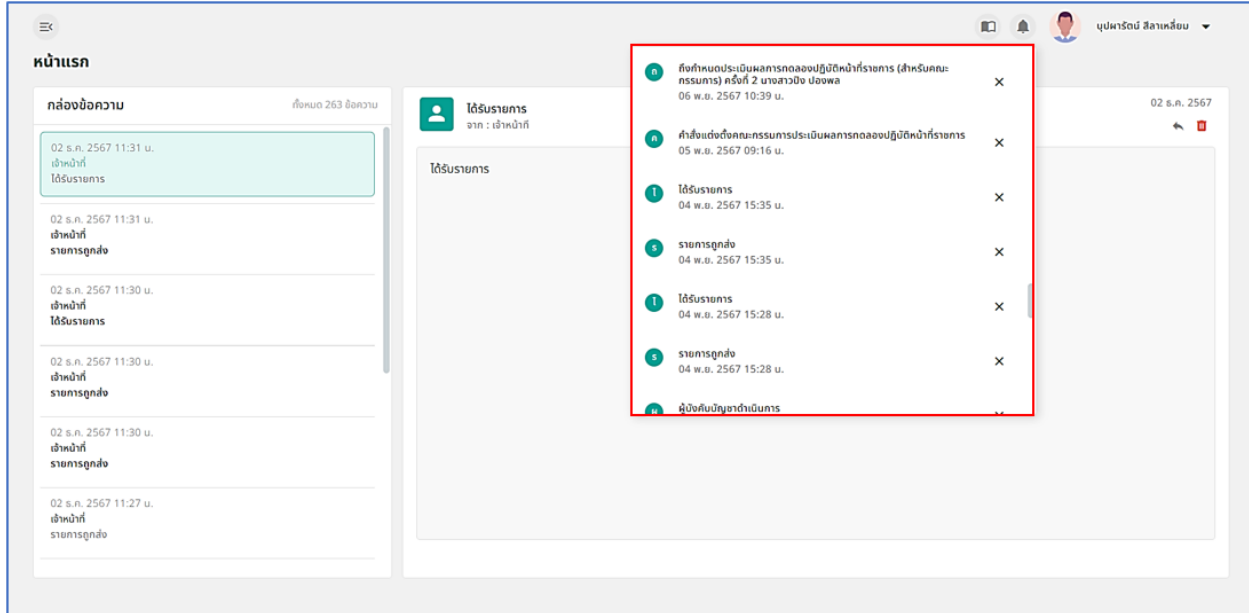 บุปผารัตน์ สีลาเหลี่ยม
หน้าแรก
กล่องข้อความ
ทั้งหมด 263 ข้อความ
02 ธ.ค. 2567 11:31 น.
เจ้าหน้าที่
ได้รับรายการ
02 ธ.ค. 2567 11:31 น.
เจ้าหน้าที่
รายการถูกส่ง
02 ธ.ค. 2567 11:30 น.
เจ้าหน้าที่
ได้รับรายการ
02 ธ.ค. 2567 11:30 น.
เจ้าหน้าที่
รายการถูกส่ง
02 ธ.ค. 2567 11:30 น.
เจ้าหน้าที่
รายการถูกส่ง
02 ธ.ค. 2567 11:27 น.
เจ้าหน้าที่
รายการถูกส่ง
ได้รับรายการ
จาก : เจ้าหน้าที่
02 ธ.ค. 2567
ได้รับรายการ
ถ
ถึงกำหนดประเมินผลการทดลองปฏิบัติหน้าที่ราชการ (สำหรับคณะ
กรรมการ) ครั้งที่ 2 นางสาวปิง ปองพล
06 พ.ย. 2567 10:39 น.
ค
คำสั่งแต่งตั้งคณะกรรมการประเมินผลการทดลองปฏิบัติหน้าที่ราชการ
05 พ.ย. 2567 09:16 น.
ไ
ได้รับรายการ
04 พ.ย. 2567 15:35 น.
ร
รายการถูกส่ง
04 พ.ย. 2567 15:35 น.
ไ
ได้รับรายการ
04 พ.ย. 2567 15:28 น.
ร
รายการถูกส่ง
04 พ.ย. 2567 15:28 น.
ผ
ผู้บังคับบัญชาดำเนินการ